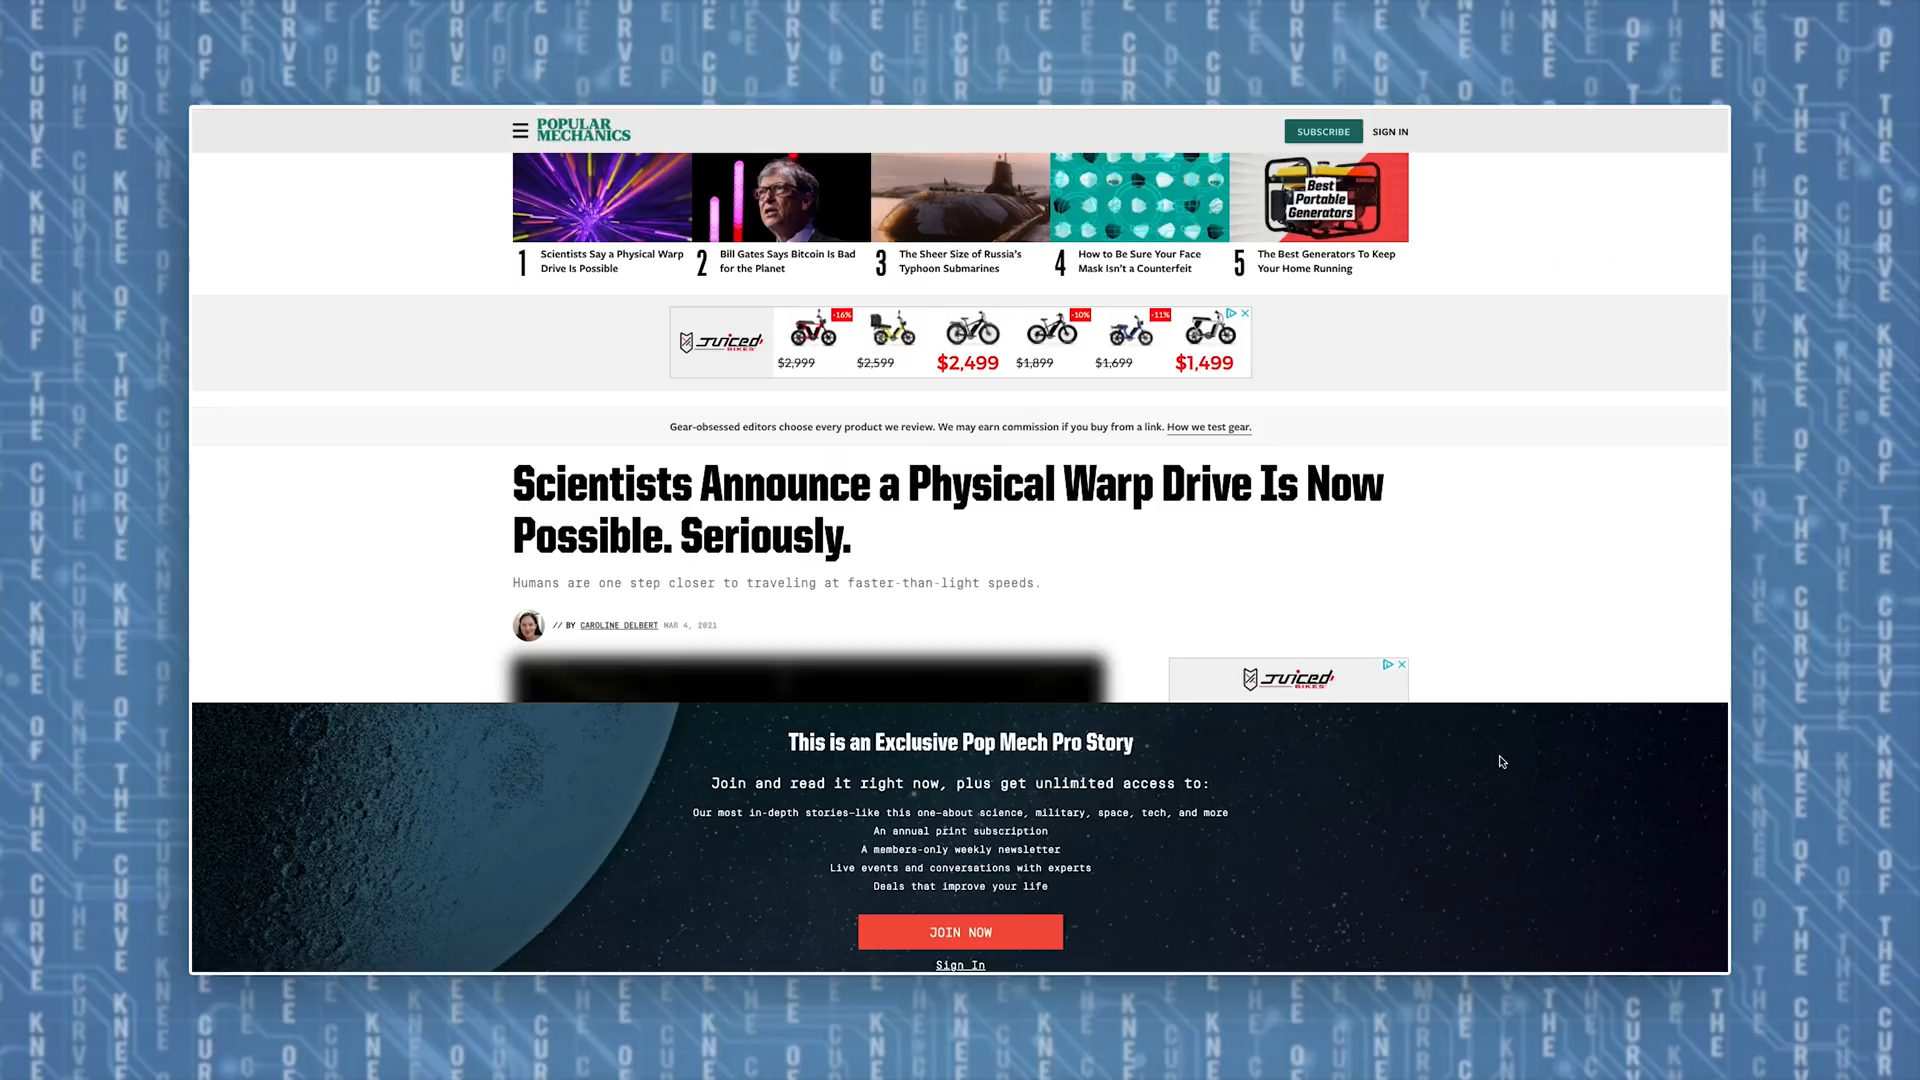 POPULAR
MECHANICS
SUBSCRIBE
SIGN IN
Best
Portable
Generators
1
Scientists Say a Physical Warp
Drive Is Possible
2
Bill Gates Says Bitcoin Is Bad
for the Planet
3
The Sheer Size of Russia's
Typhoon Submarines
4
How to Be Sure Your Face
Mask Isn't a Counterfeit
5
The Best Generators To Keep
Your Home Running
JUICED
BIKES
-16%
-10%
-11%
$2,999
$2,599
$2,499
$1,899
$1,699
$1,499
Gear-obsessed editors choose every product we review. We may earn commission if you buy from a link. How we test gear.
Scientists Announce a Physical Warp Drive Is Now
Possible. Seriously.
Humans are one step closer to traveling at faster-than-light speeds.
// BY CAROLINE DELBERT MAR 4, 2021
JUICED
BIKES
This is an Exclusive Pop Mech Pro Story
Join and read it right now, plus get unlimited access to:
Our most in-depth stories—like this one—about science, military, space, tech, and more
An annual print subscription
A members-only weekly newsletter
Live events and conversations with experts
Deals that improve your life
JOIN NOW
Sign In